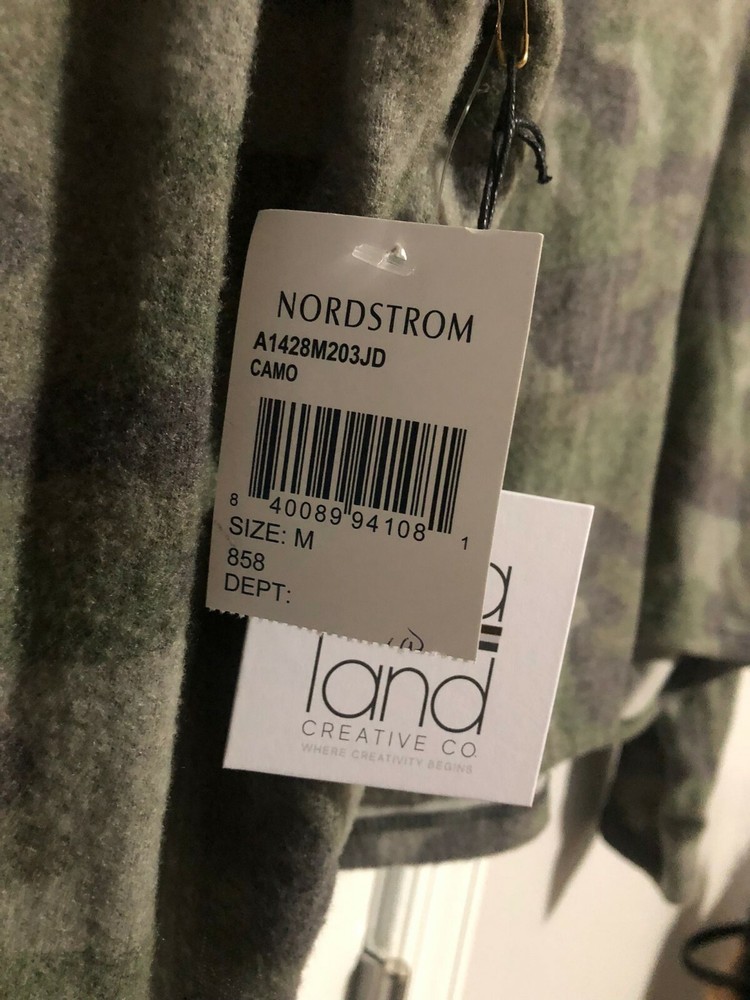 NORDSTROM
A1428M203JD
CAMO
8 40089 94108 1
SIZE: M
858
DEPT:
a
land
CREATIVE CO.
WHERE CREATIVITY BEGINS